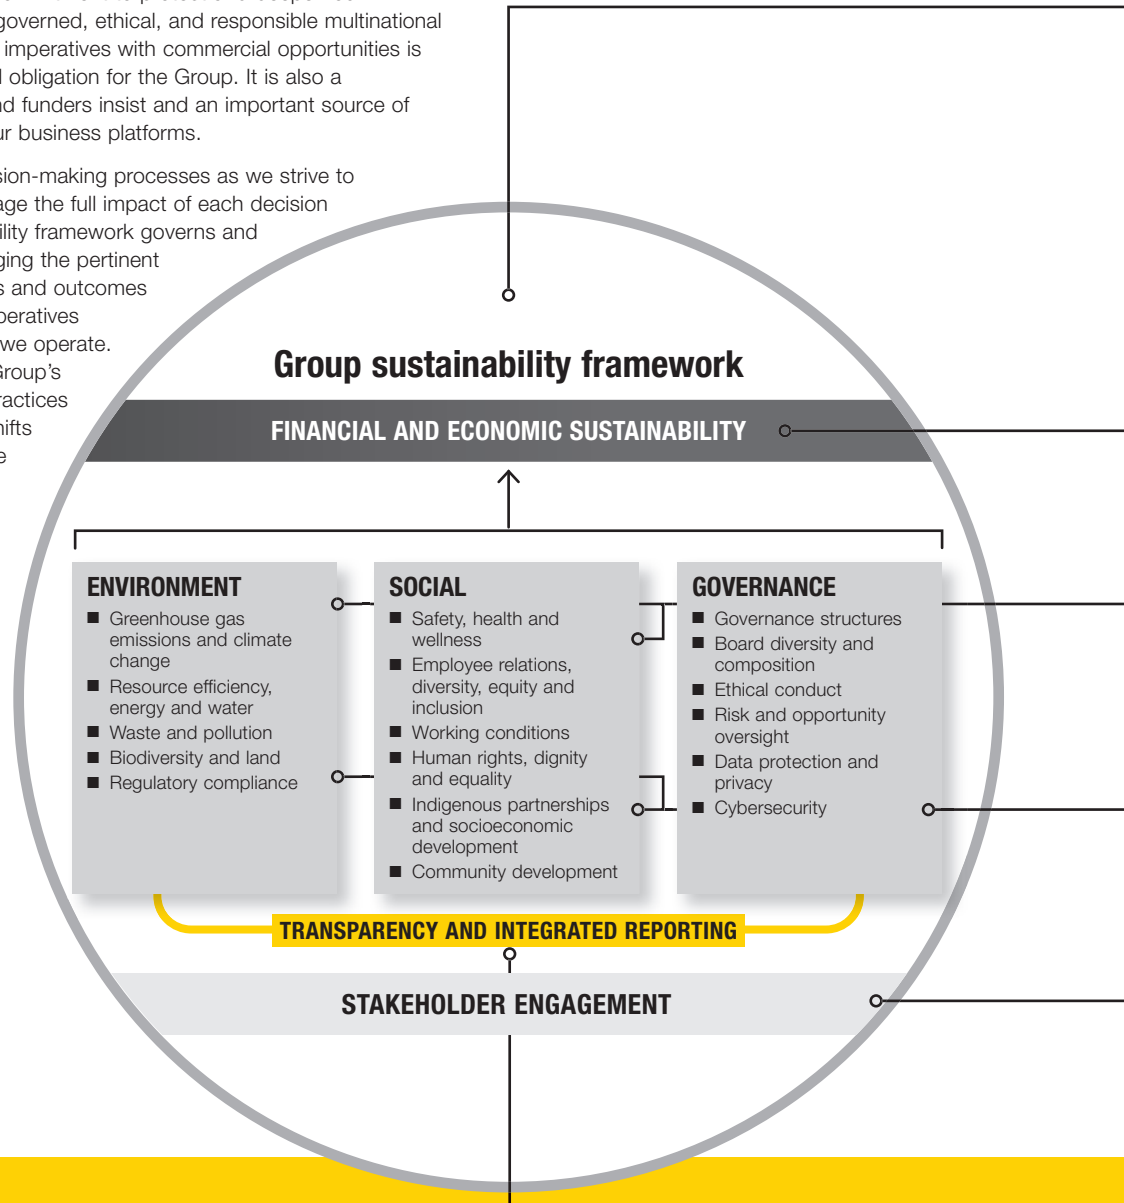 governed, ethical, and responsible multinational
imperatives with commercial opportunities is
obligation for the Group. It is also a
funders insist and an important source of
business platforms.
processes as we strive to
the full impact of each decision
framework governs and
the pertinent
and outcomes
we operate.
Group’s
Group sustainability framework
FINANCIAL AND ECONOMIC SUSTAINABILITY
ENVIRONMENT
■ Greenhouse gas
emissions and climate
change
■ Resource efficiency,
energy and water
■ Waste and pollution
■ Biodiversity and land
■ Regulatory compliance
SOCIAL
■ Safety, health and
wellness
■ Employee relations,
diversity, equity and
inclusion
■ Working conditions
■ Human rights, dignity
and equality
■ Indigenous partnerships
and socioeconomic
development
■ Community development
GOVERNANCE
■ Governance structures
■ Board diversity and
composition
■ Ethical conduct
■ Risk and opportunity
oversight
■ Data protection and
privacy
■ Cybersecurity
TRANSPARENCY AND INTEGRATED REPORTING
STAKEHOLDER ENGAGEMENT